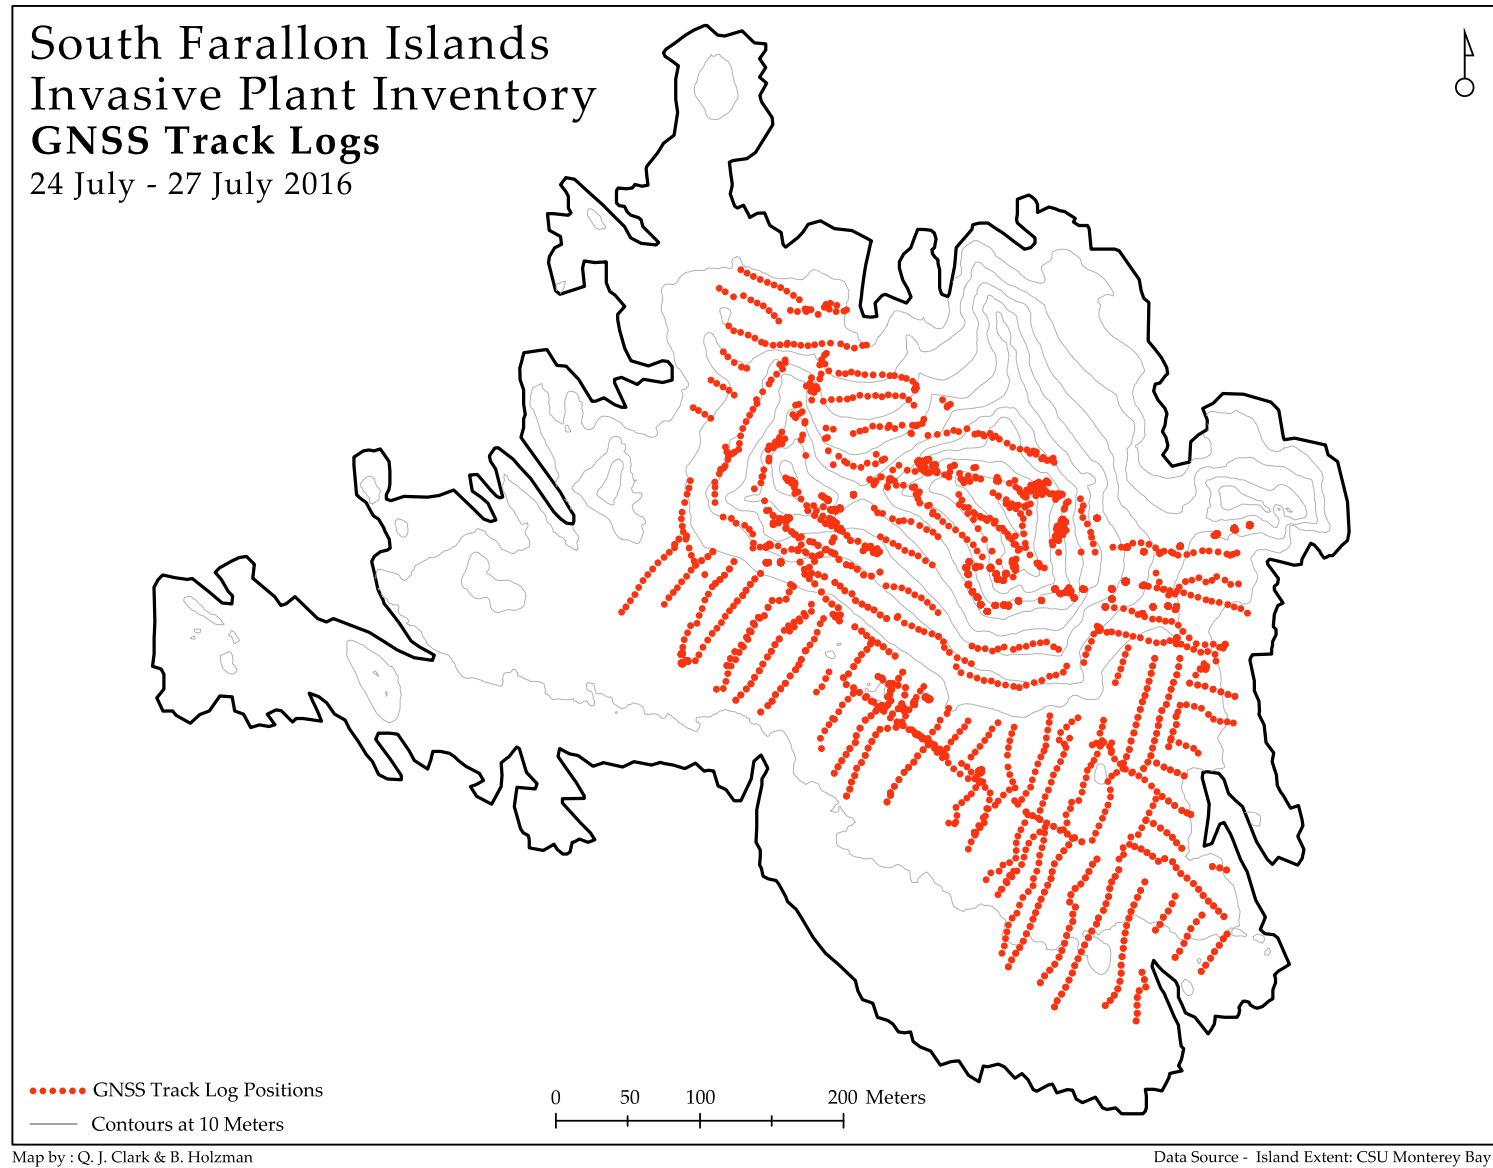 South Farallon Islands
Invasive Plant Inventory
GNSS Track Logs
24 July - 27 July 2016
GNSS Track Log Positions
Contours at 10 Meters
0 50 100 200 Meters
Map by : Q. J. Clark & B. Holzman
Data Source - Island Extent: CSU Monterey Bay